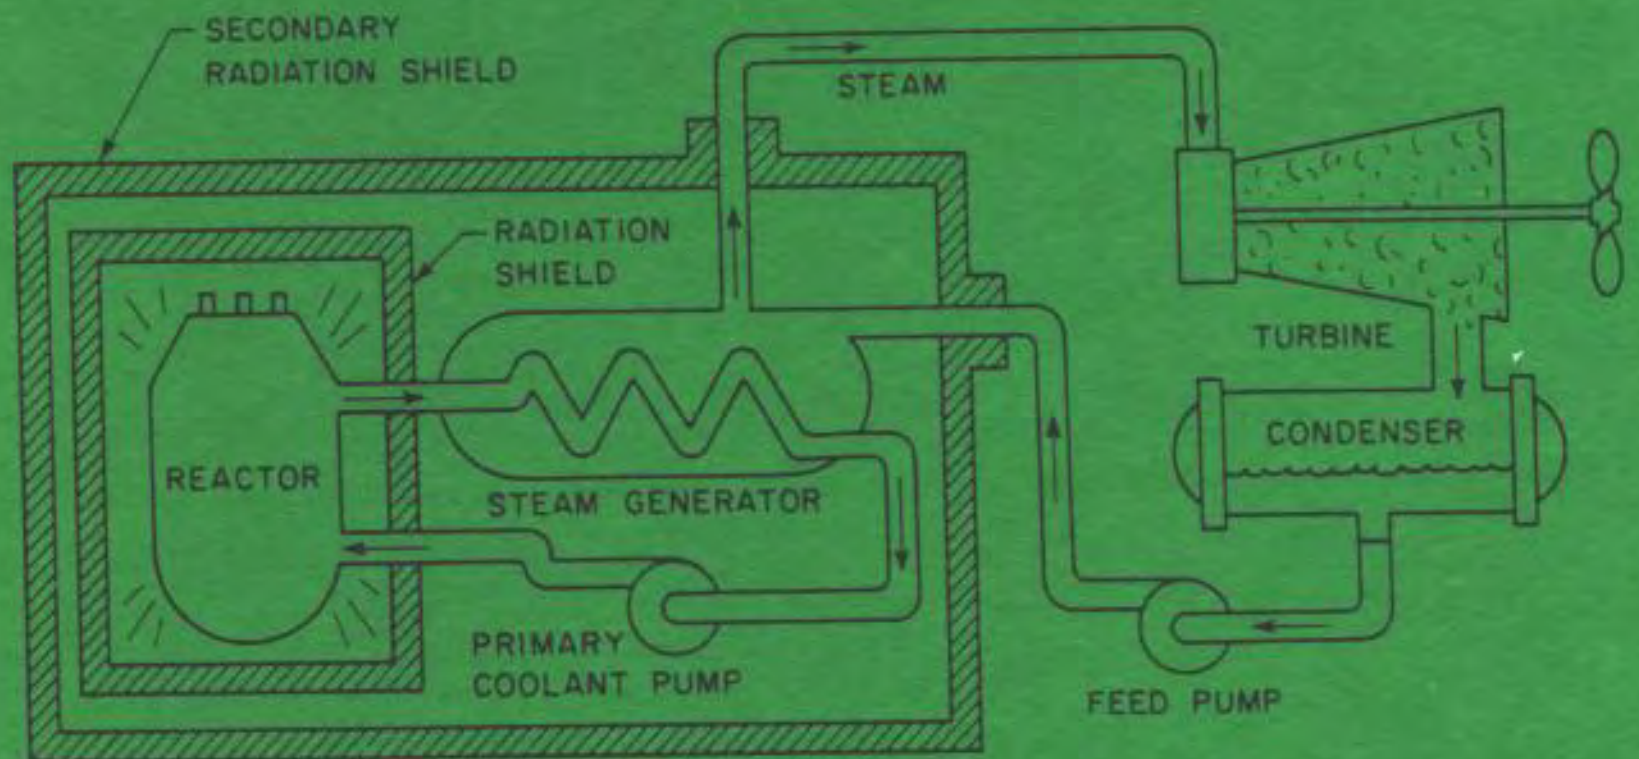 SECONDARY
RADIATION SHIELD
STEAM
RADIATION
SHIELD
TURBINE
CONDENSER
REACTOR
STEAM GENERATOR
PRIMARY
COOLANT PUMP
FEED PUMP